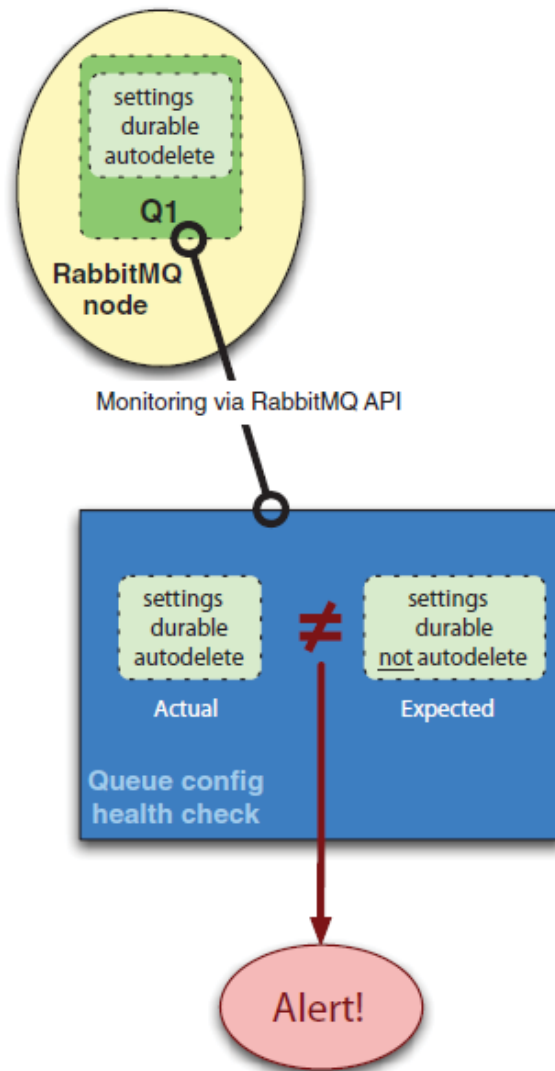 settings
durable
autodelete
Q1
RabbitMQ
node
Monitoring via RabbitMQ API
settings
durable
autodelete
≠
settings
durable
not autodelete
Actual
Expected
Queue config
health check
Alert!